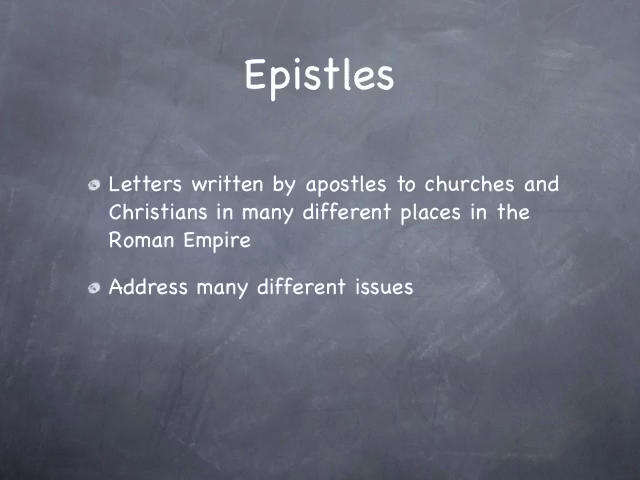 Epistles
Letters written by apostles to churches and
Christians in many different places in the
Roman Empire
Address many different issues